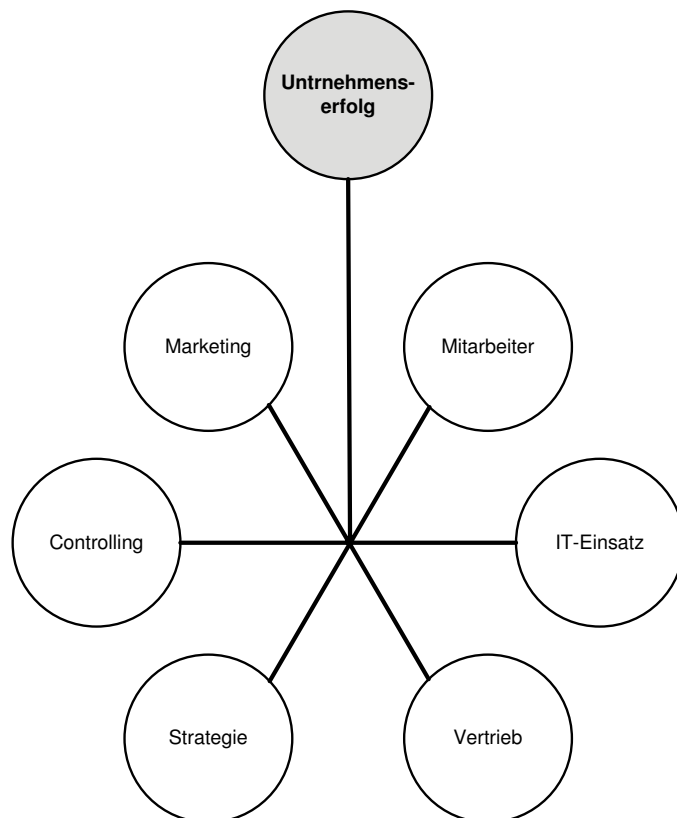 Untrnehmens-
erfolg
Marketing
Mitarbeiter
Controlling
IT-Einsatz
Strategie
Vertrieb